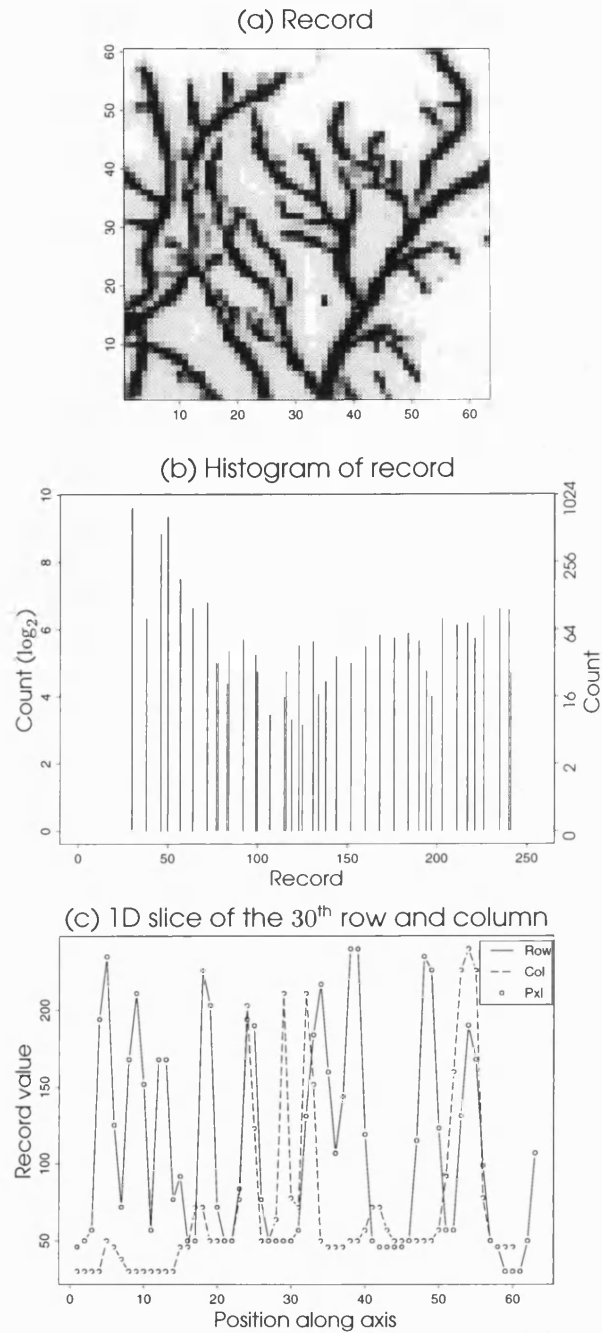 (a) Record
60
50
40
30
20
10
10 20 30 40 50 60
(b) Histogram of record
10
8
6
4
2
0
Count (log2)
1024
256
64
16
2
0
Count
0 50 100 150 200 250
Record
(c) 1D slice of the 30th row and column
Row
Col
Pxl
200
150
100
50
Record value
0 10 20 30 40 50 60
Position along axis